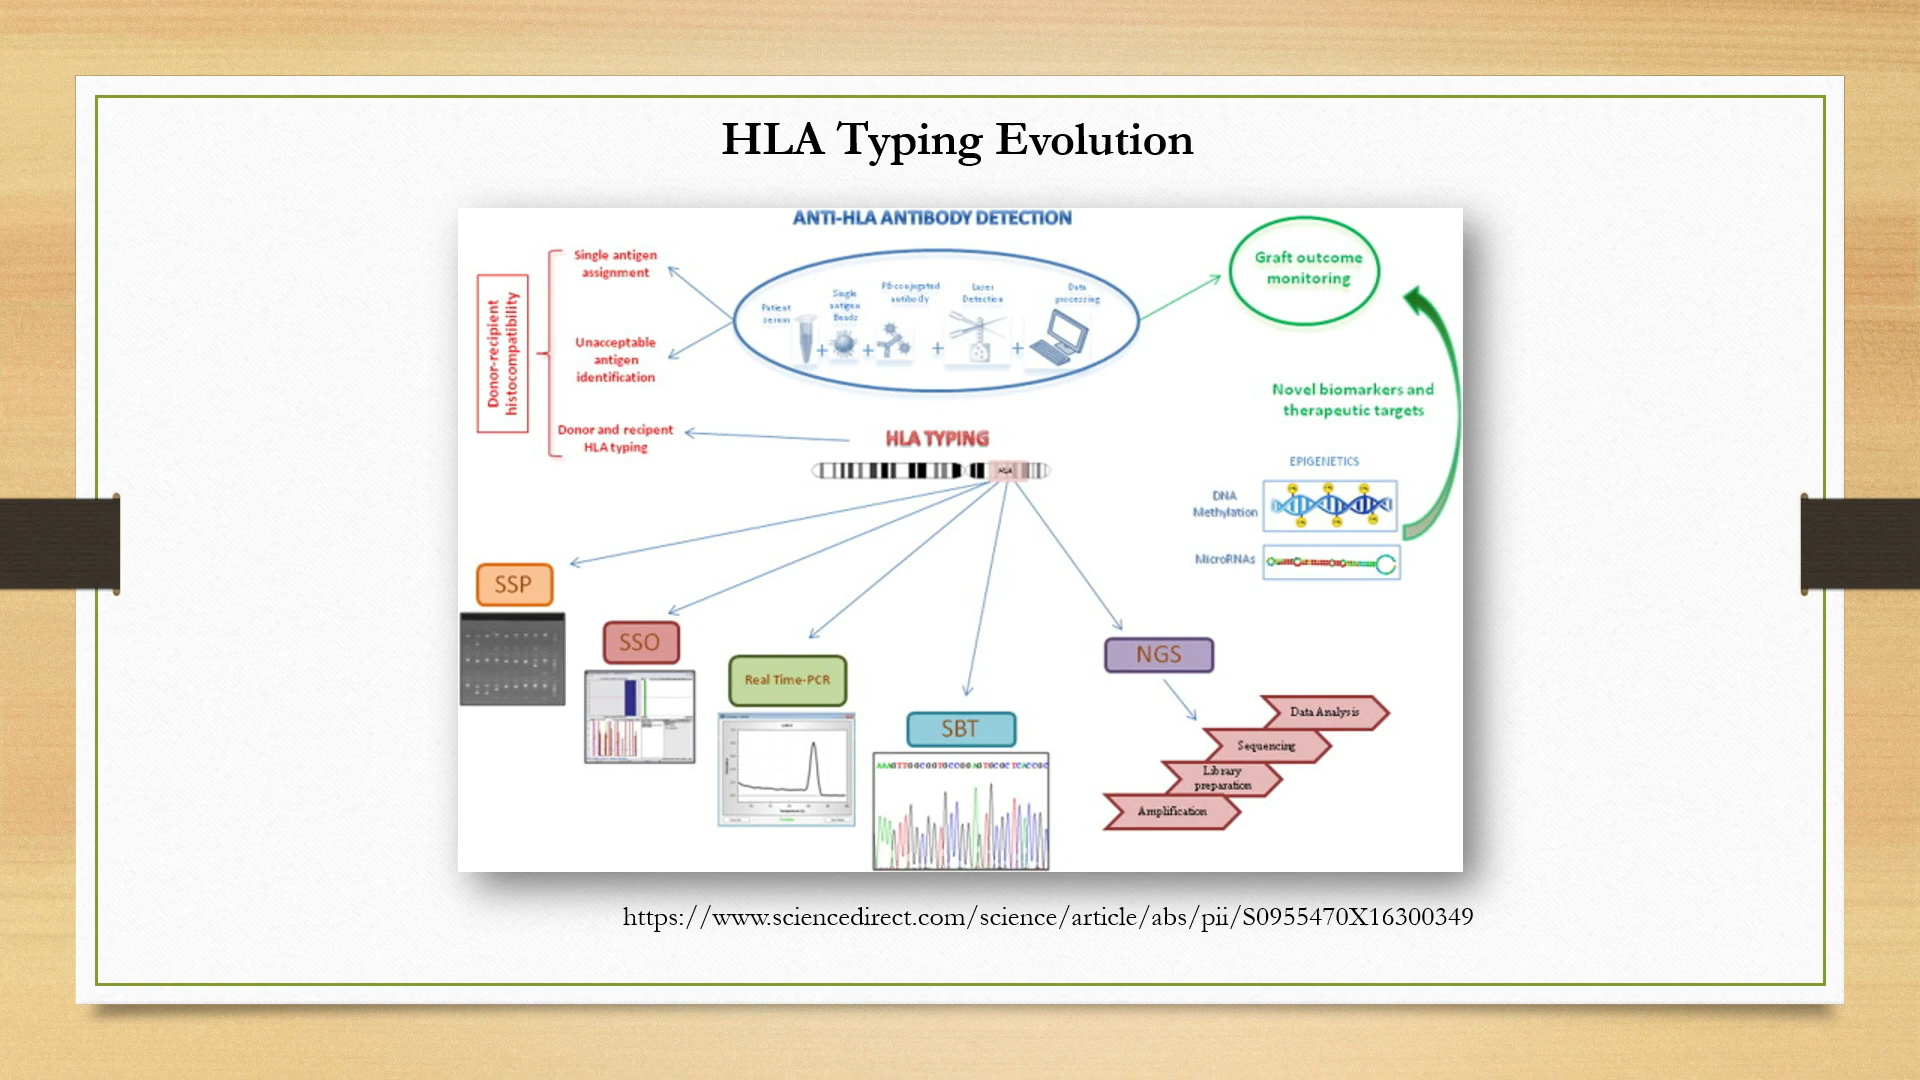 HLA Typing Evolution
ANTI-HLA ANTIBODY DETECTION
Donor-recipient
histocompatibility
Single antigen
assignment
Unacceptable
antigen
identification
Donor and recipent
HLA typing
Patient
serum
Single
antigen
Beads
PE-conjugated
antibody
Laser
Detection
Data
processing
Graft outcome
monitoring
Novel biomarkers and
therapeutic targets
HLA TYPING
HLA
EPIGENETICS
DNA
Methylation
MicroRNAs
SSP
SSO
Real Time-PCR
SBT
NGS
Data Analysis
Sequencing
Library
preparation
Amplification
https://www.sciencedirect.com/science/article/abs/pii/S0955470X16300349